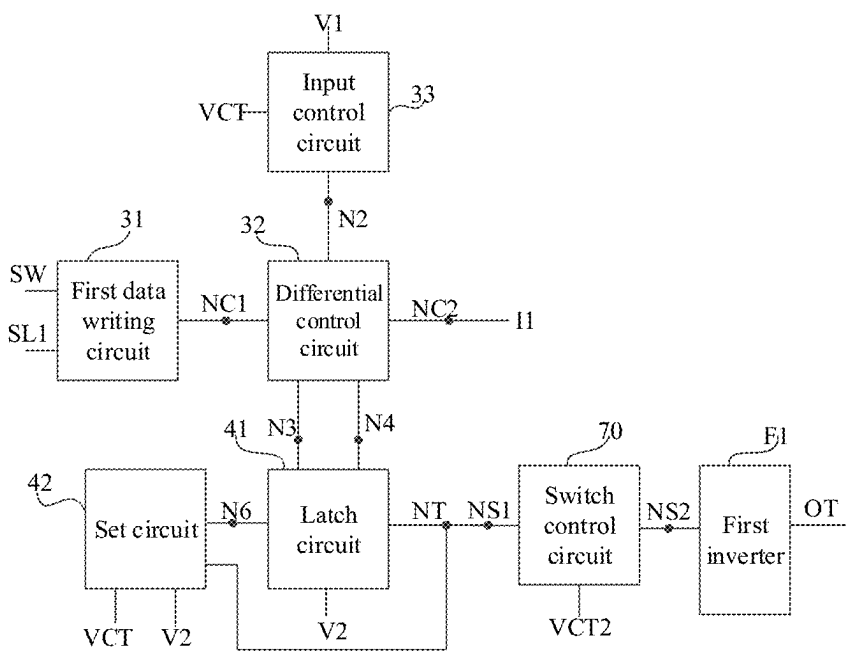 V1
Input
control
circuit
VCT
33
N2
31
32
SW
SL1
First data
writing
circuit
NC1
Differential
control
circuit
NC2
I1
N3
N4
41
42
70
F1
Set circuit
N6
Latch
circuit
NT
NS1
Switch
control
circuit
NS2
First
inverter
OT
VCT
V2
V2
VCT2